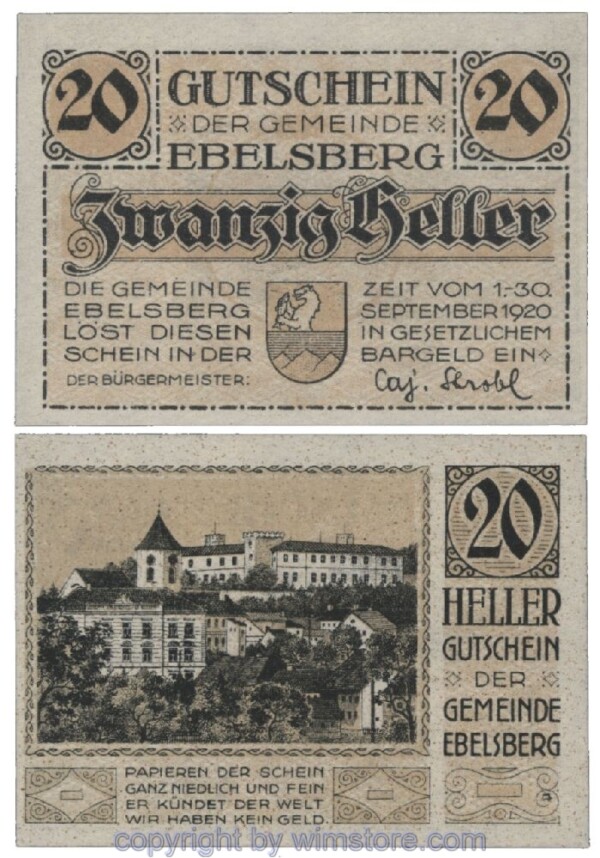 20
GUTSCHEIN
DER GEMEINDE
EBELSBERG
20
Zwanzig Heller
DIE GEMEINDE
EBELSBERG
LÖST DIESEN
SCHEIN IN DER
ZEIT VOM 1.-30.
SEPTEMBER 1920
IN GESETZLICHEM
BARGELD EIN
DER BÜRGERMEISTER:
Caj. Strobl
20
HELLER
GUTSCHEIN
DER
GEMEINDE
EBELSBERG
PAPIEREN DER SCHEIN
GANZ NIEDLICH UND FEIN
ER KÜNDET DER WELT
WIR HABEN KEIN GELD.
copyright by wimstore.com